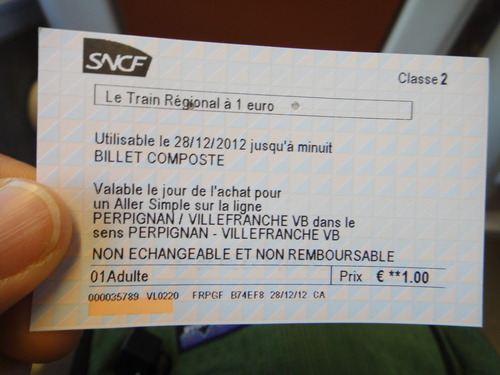 SNCF
Classe 2
Le Train Régional à 1 euro
Utilisable le 28/12/2012 jusqu'à minuit
BILLET COMPOSTE
Valable le jour de l'achat pour
un Aller Simple sur la ligne
PERPIGNAN / VILLEFRANCHE VB dans le
sens PERPIGNAN - VILLEFRANCHE VB
NON ECHANGEABLE ET NON REMBOURSABLE
01Adulte Prix € **1.00
000035789 VL0220 FRPGF B74EF8 28/12/12 CA